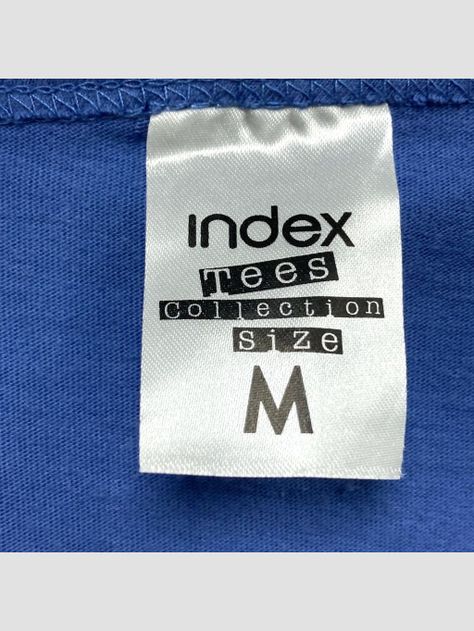 index
Tees
Collection
Size
M